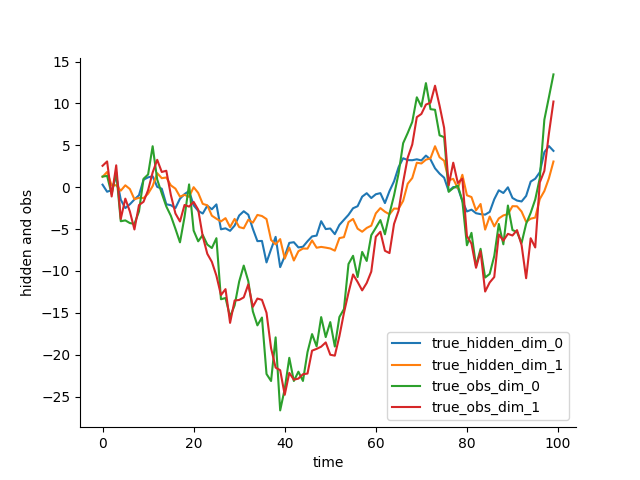 15
10
5
0
−5
−10
−15
−20
−25
hidden and obs
0
20
40
60
80
100
time
true_hidden_dim_0
true_hidden_dim_1
true_obs_dim_0
true_obs_dim_1